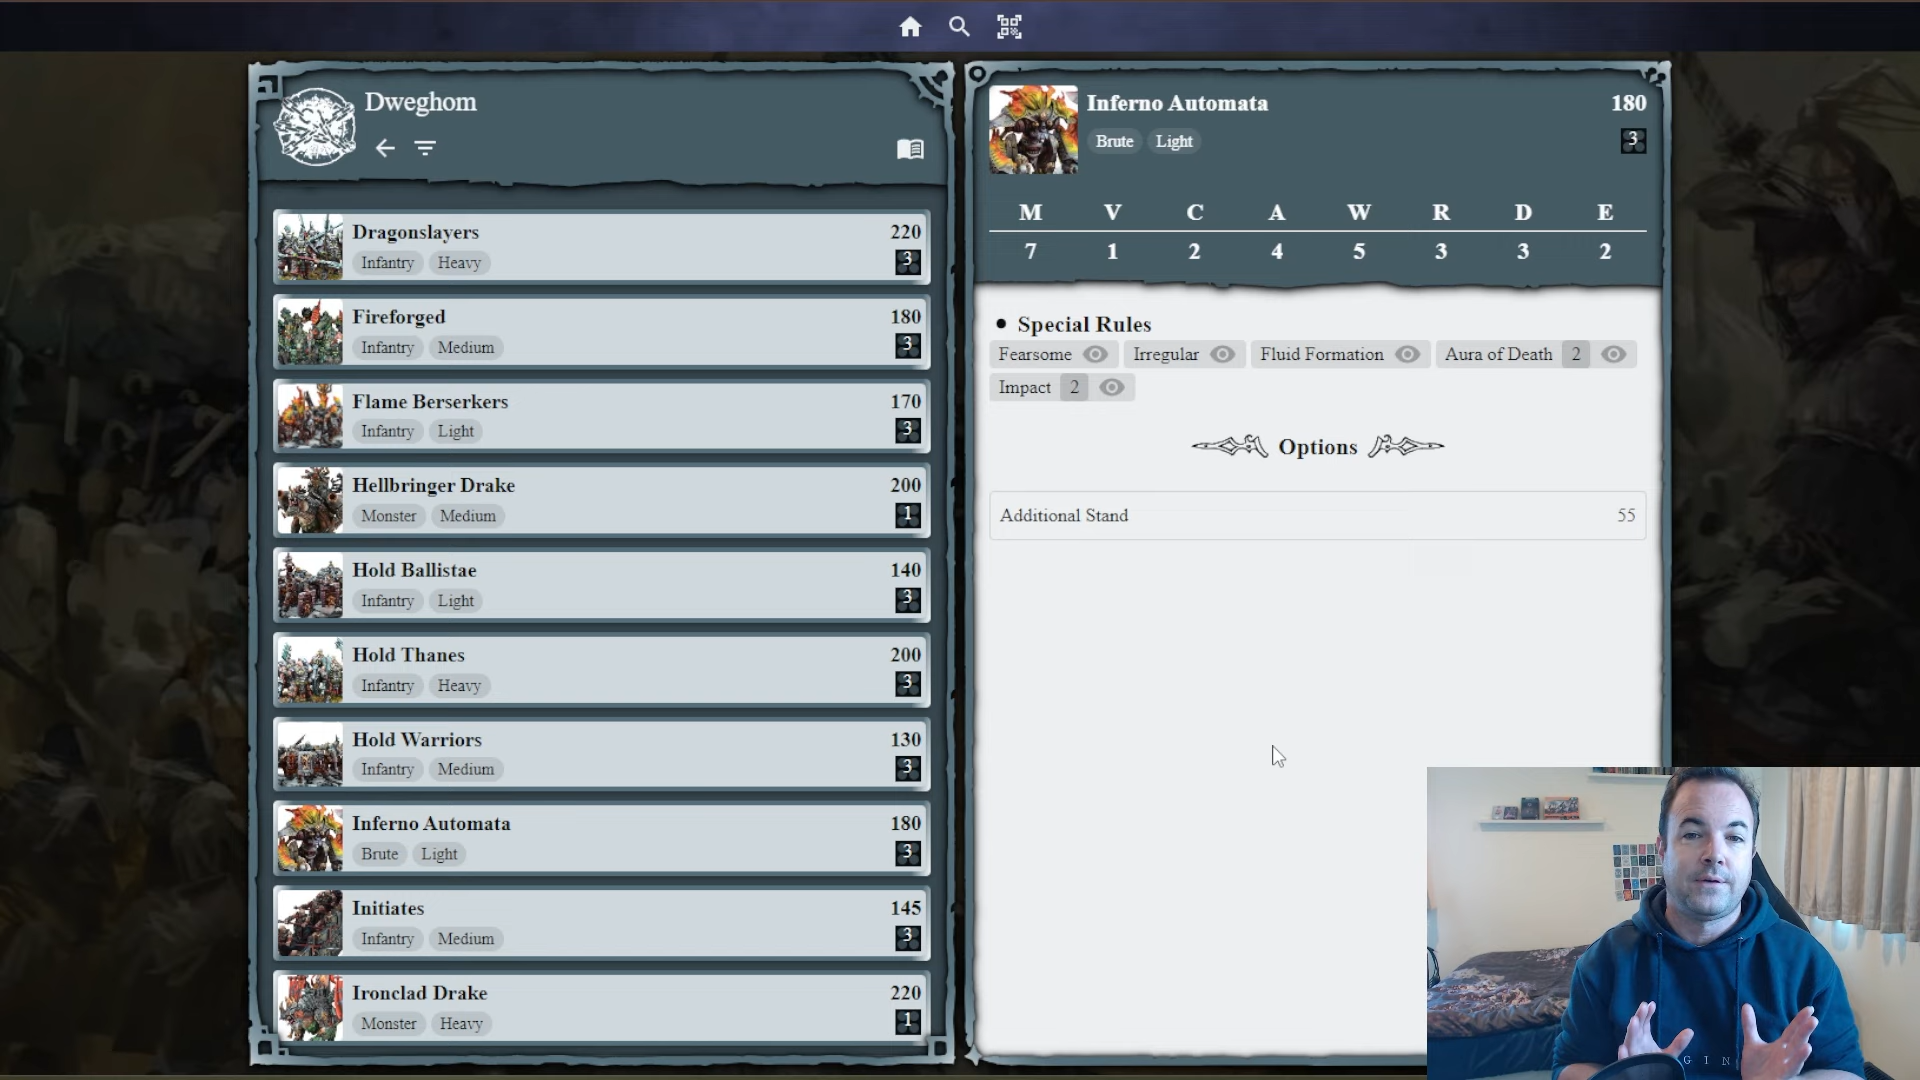 Dweghom
Dragonslayers 220
Infantry Heavy 3
Fireforged 180
Infantry Medium 3
Flame Berserkers 170
Infantry Light 3
Hellbringer Drake 200
Monster Medium 1
Hold Ballistae 140
Infantry Light 3
Hold Thanes 200
Infantry Heavy 3
Hold Warriors 130
Infantry Medium 3
Inferno Automata 180
Brute Light 3
Initiates 145
Infantry Medium 3
Ironclad Drake 220
Monster Heavy 1
Inferno Automata 180
Brute Light 3
M V C A W R D E
7 1 2 4 5 3 3 2
• Special Rules
Fearsome Irregular Fluid Formation Aura of Death 2
Impact 2
Options
Additional Stand 55